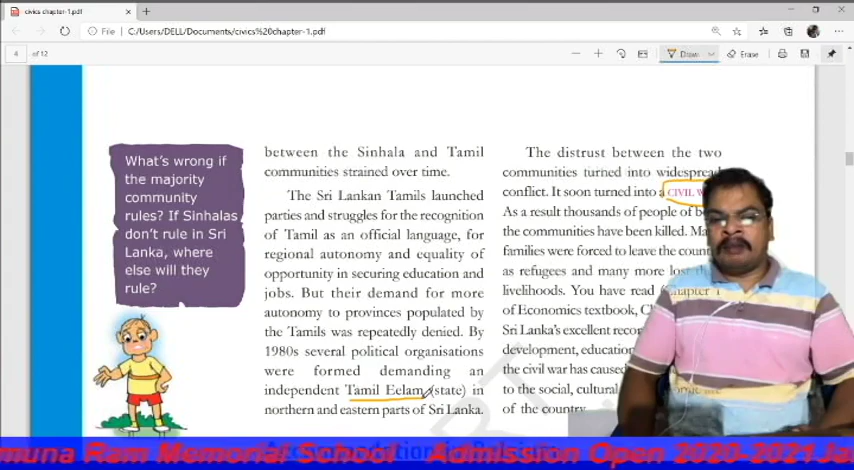 civics chapter-1.pdf
File | C:/Users/DELL/Documents/civics%20chapter-1.pdf
4 of 12
Draw
Erase
What's wrong if
the majority
community
rules? If Sinhalas
don't rule in Sri
Lanka, where
else will they
rule?
between the Sinhala and Tamil
communities strained over time.
The Sri Lankan Tamils launched
parties and struggles for the recognition
of Tamil as an official language, for
regional autonomy and equality of
opportunity in securing education and
jobs. But their demand for more
autonomy to provinces populated by
the Tamils was repeatedly denied. By
1980s several political organisations
were formed demanding an
independent Tamil Eelam (state) in
northern and eastern parts of Sri Lanka.
The distrust between the two
communities turned into widespread
conflict. It soon turned into a CIVIL
As a result thousands of people of
the communities have been killed.
families were forced to leave the
as refugees and many more
livelihoods. You have read
of Economics textbook,
Sri Lanka's excellent
development,
the civil war has caused
to the social, cultural
of the country.
muna Ram Memorial School Admission Open 2020-2021